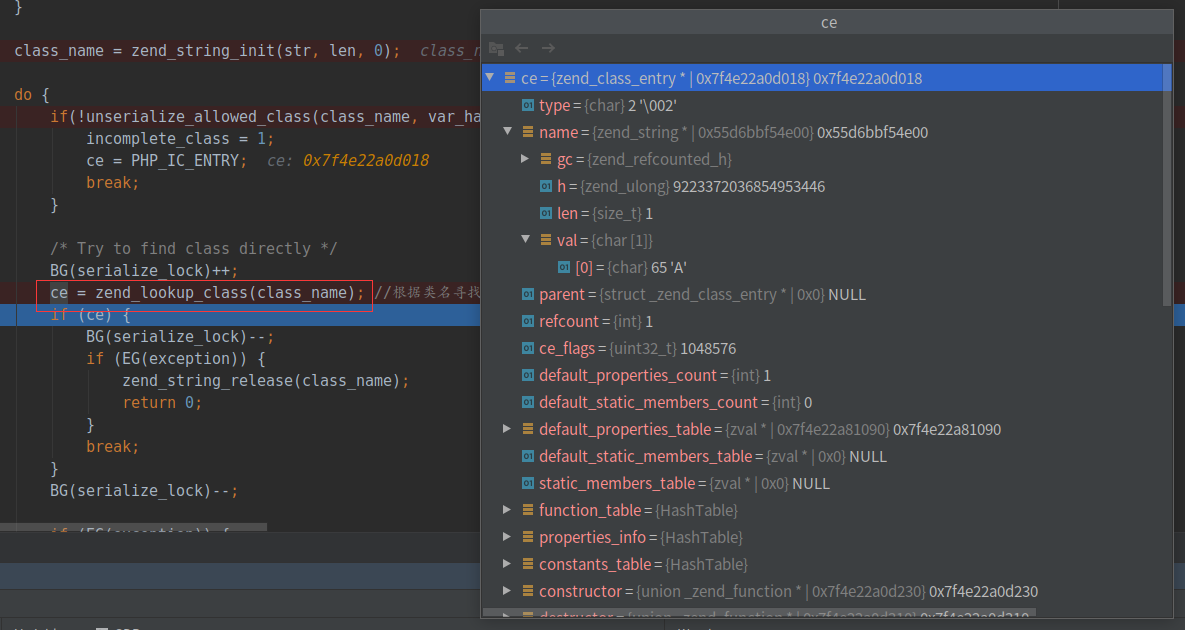 }
class_name = zend_string_init(str, len, 0); class_n
do {
if(!unserialize_allowed_class(class_name, var_ha
incomplete_class = 1;
ce = PHP_IC_ENTRY; ce: 0x7f4e22a0d018
break;
}
/* Try to find class directly */
BG(serialize_lock)++;
ce = zend_lookup_class(class_name); //根据类名寻找
if (ce) {
BG(serialize_lock)--;
if (EG(exception)) {
zend_string_release(class_name);
return 0;
}
break;
}
BG(serialize_lock)--;
if (EG(exception)) {
ce
ce = {zend_class_entry * | 0x7f4e22a0d018} 0x7f4e22a0d018
type = {char} 2 '\002'
name = {zend_string * | 0x55d6bbf54e00} 0x55d6bbf54e00
gc = {zend_refcounted_h}
h = {zend_ulong} 9223372036854953446
len = {size_t} 1
val = {char [1]}
[0] = {char} 65 'A'
parent = {struct _zend_class_entry * | 0x0} NULL
refcount = {int} 1
ce_flags = {uint32_t} 1048576
default_properties_count = {int} 1
default_static_members_count = {int} 0
default_properties_table = {zval * | 0x7f4e22a81090} 0x7f4e22a81090
default_static_members_table = {zval * | 0x0} NULL
static_members_table = {zval * | 0x0} NULL
function_table = {HashTable}
properties_info = {HashTable}
constants_table = {HashTable}
constructor = {union _zend_function * | 0x7f4e22a0d230} 0x7f4e22a0d230
destructor = {union _zend_function * | 0x7f4e22a0d310} 0x7f4e22a0d310